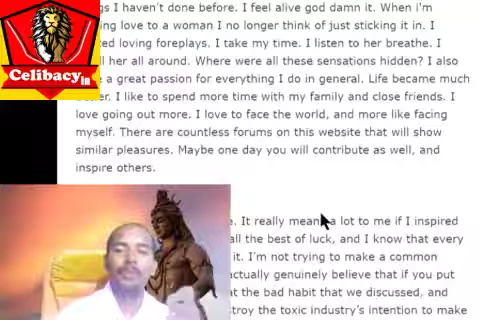 gs I haven't done before. I feel alive god damn it. When i'm
ng love to a woman I no longer think of just sticking it in. I
ted loving foreplays. I take my time. I listen to her breathe. I
ll her all around. Where were all these sensations hidden? I also
e a great passion for everything I do in general. Life became much
er. I like to spend more time with my family and close friends. I
love going out more. I love to face the world, and more like facing
myself. There are countless forums on this website that will show
similar pleasures. Maybe one day you will contribute as well, and
inspire others.
Celibacy.in
e. It really means a lot to me if I inspired
all the best of luck, and I know that every
it. I'm not trying to make a common
actually genuinely believe that if you put
at the bad habit that we discussed, and
stroy the toxic industry's intention to make